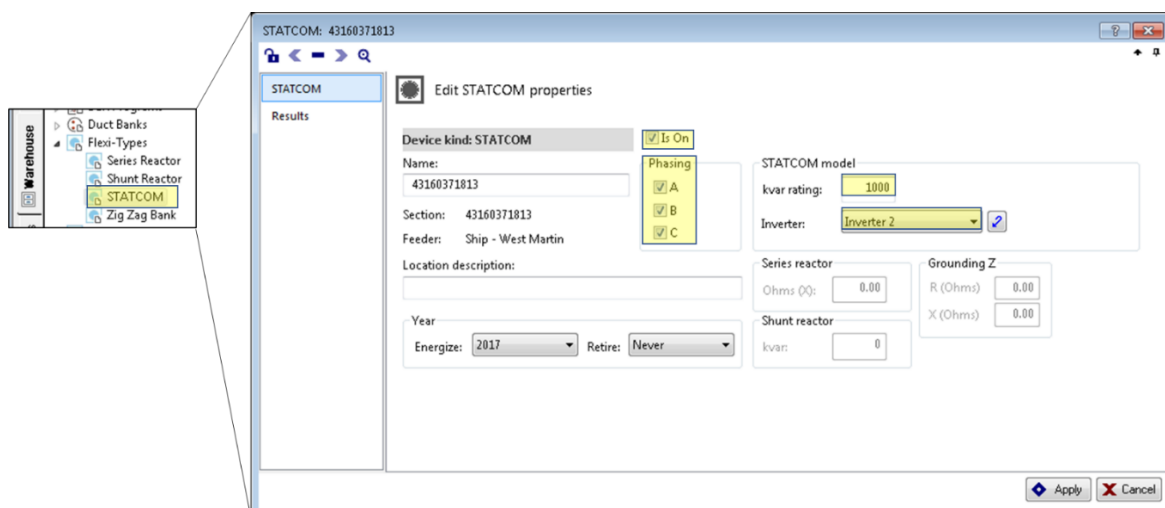 Warehouse
Duct Banks
Flexi-Types
Series Reactor
Shunt Reactor
STATCOM
Zig Zag Bank
STATCOM: 43160371813
STATCOM
Results
Edit STATCOM properties
Device kind: STATCOM
Is On
Name:
43160371813
Section: 43160371813
Feeder: Ship - West Martin
Phasing
A
B
C
STATCOM model
kvar rating: 1000
Inverter: Inverter 2
Location description:
Series reactor
Ohms (X): 0.00
Grounding Z
R (Ohms) 0.00
X (Ohms) 0.00
Year
Energize: 2017 Retire: Never
Shunt reactor
kvar: 0
Apply Cancel